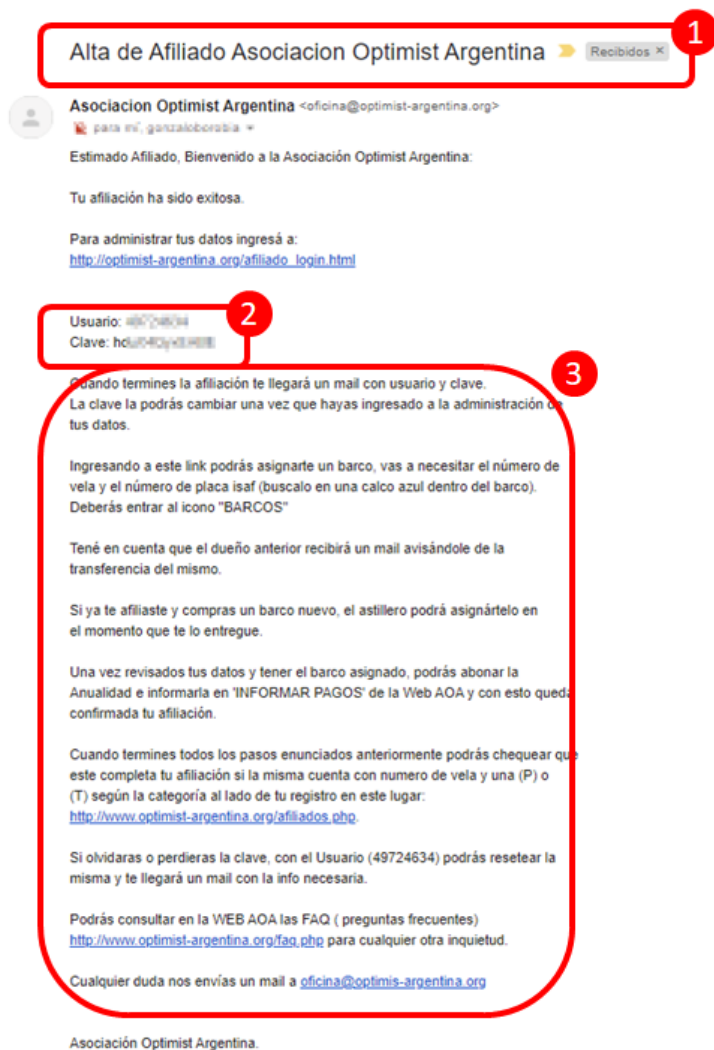 1
Alta de Afiliado Asociacion Optimist Argentina Recibidos ×
Asociacion Optimist Argentina <oficina@optimist-argentina.org>
para mí,
Estimado Afiliado, Bienvenido a la Asociación Optimist Argentina:
Tu afiliación ha sido exitosa.
Para administrar tus datos ingresá a:
http://optimist-argentina.org/afiliado_login.html
2
Usuario:
Clave:
3
Cuando termines la afiliación te llegará un mail con usuario y clave.
La clave la podrás cambiar una vez que hayas ingresado a la administración de
tus datos.
Ingresando a este link podrás asignarte un barco, vas a necesitar el número de
vela y el número de placa isaf (buscalo en una calco azul dentro del barco).
Deberás entrar al icono "BARCOS"
Tené en cuenta que el dueño anterior recibirá un mail avisándole de la
transferencia del mismo.
Si ya te afiliaste y compras un barco nuevo, el astillero podrá asignártelo en
el momento que te lo entregue.
Una vez revisados tus datos y tener el barco asignado, podrás abonar la
Anualidad e informarla en 'INFORMAR PAGOS' de la Web AOA y con esto queda
confirmada tu afiliación.
Cuando termines todos los pasos enunciados anteriormente podrás chequear que
este completa tu afiliación si la misma cuenta con numero de vela y una (P) o
(T) según la categoría al lado de tu registro en este lugar:
http://www.optimist-argentina.org/afiliados.php.
Si olvidaras o perdieras la clave, con el Usuario (49724634) podrás resetear la
misma y te llegará un mail con la info necesaria.
Podrás consultar en la WEB AOA las FAQ ( preguntas frecuentes)
http://www.optimist-argentina.org/faq.php para cualquier otra inquietud.
Cualquier duda nos envías un mail a oficina@optimis-argentina.org
Asociación Optimist Argentina.